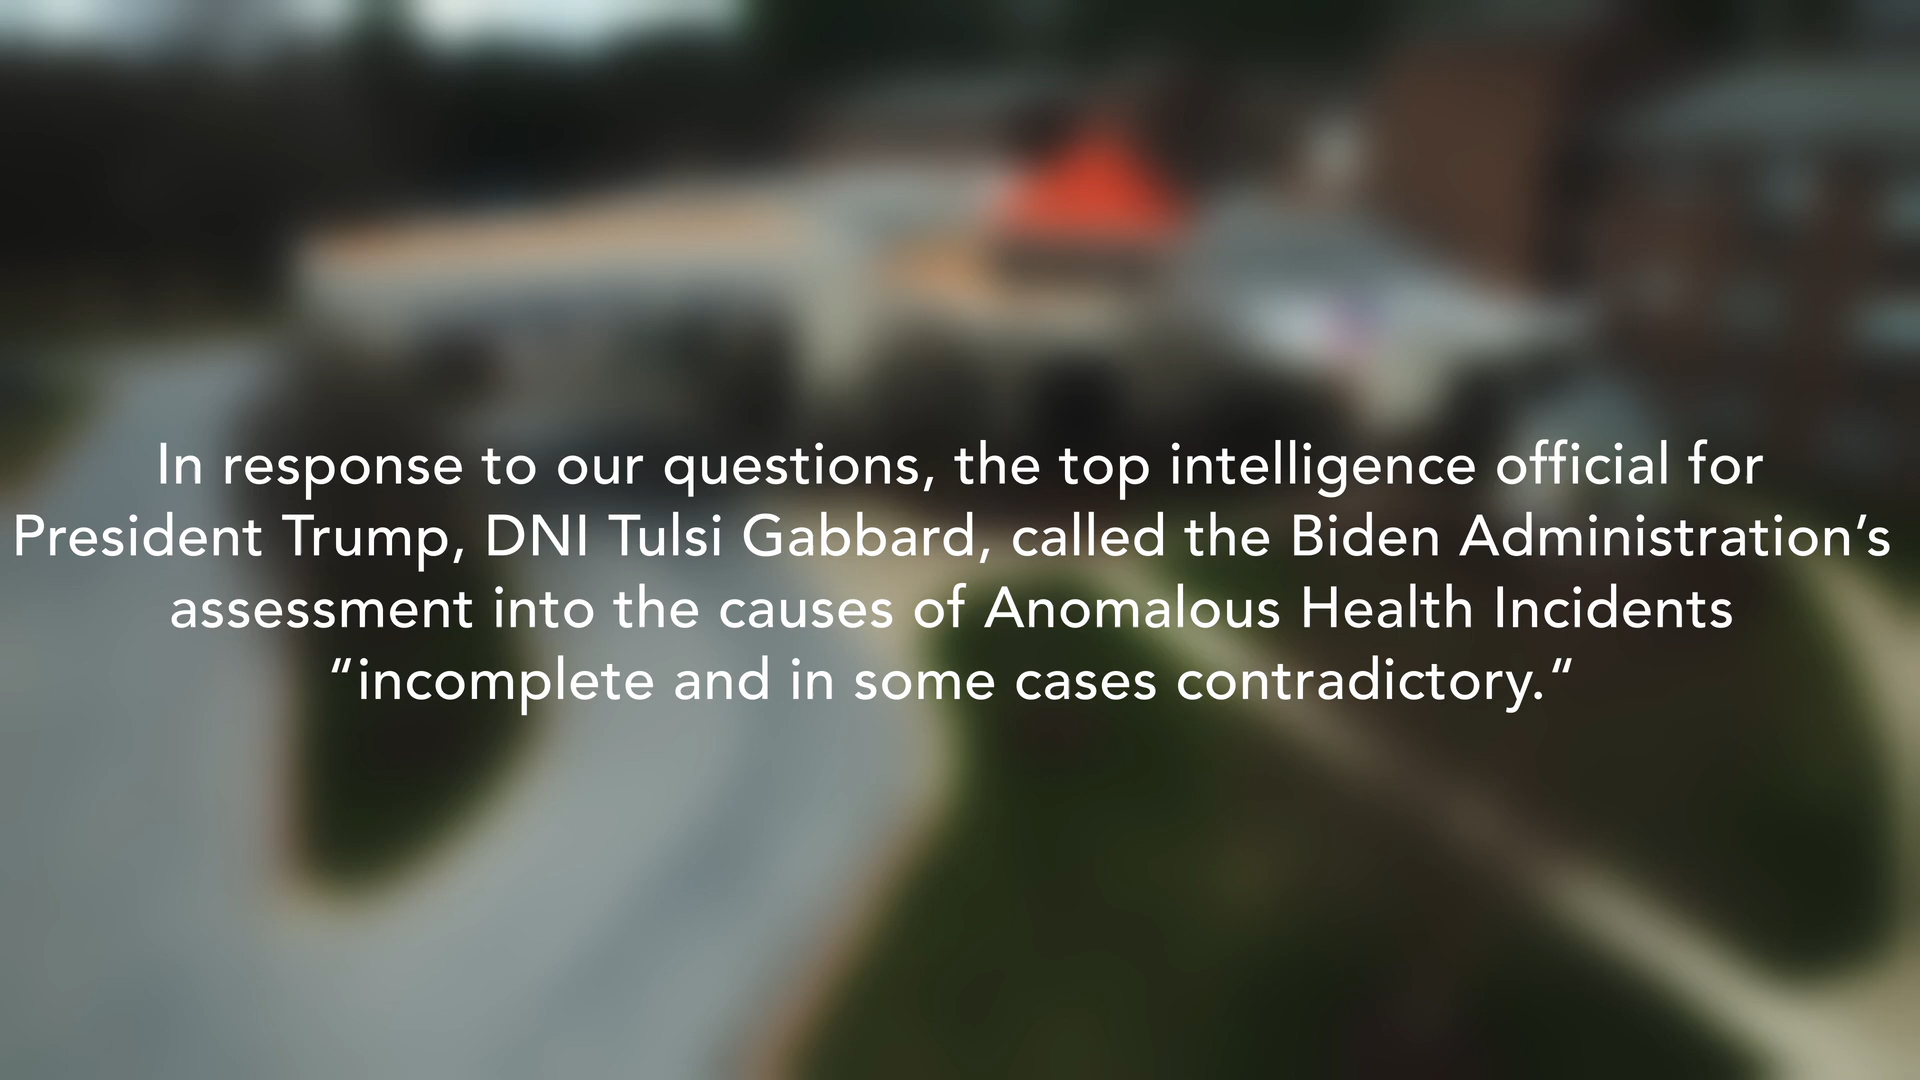 In response to our questions, the top intelligence official for
President Trump, DNI Tulsi Gabbard, called the Biden Administration’s
assessment into the causes of Anomalous Health Incidents
“incomplete and in some cases contradictory.“